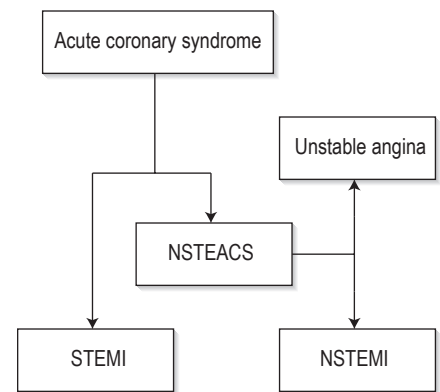 Acute coronary syndrome
Unstable angina
NSTEACS
STEMI
NSTEMI